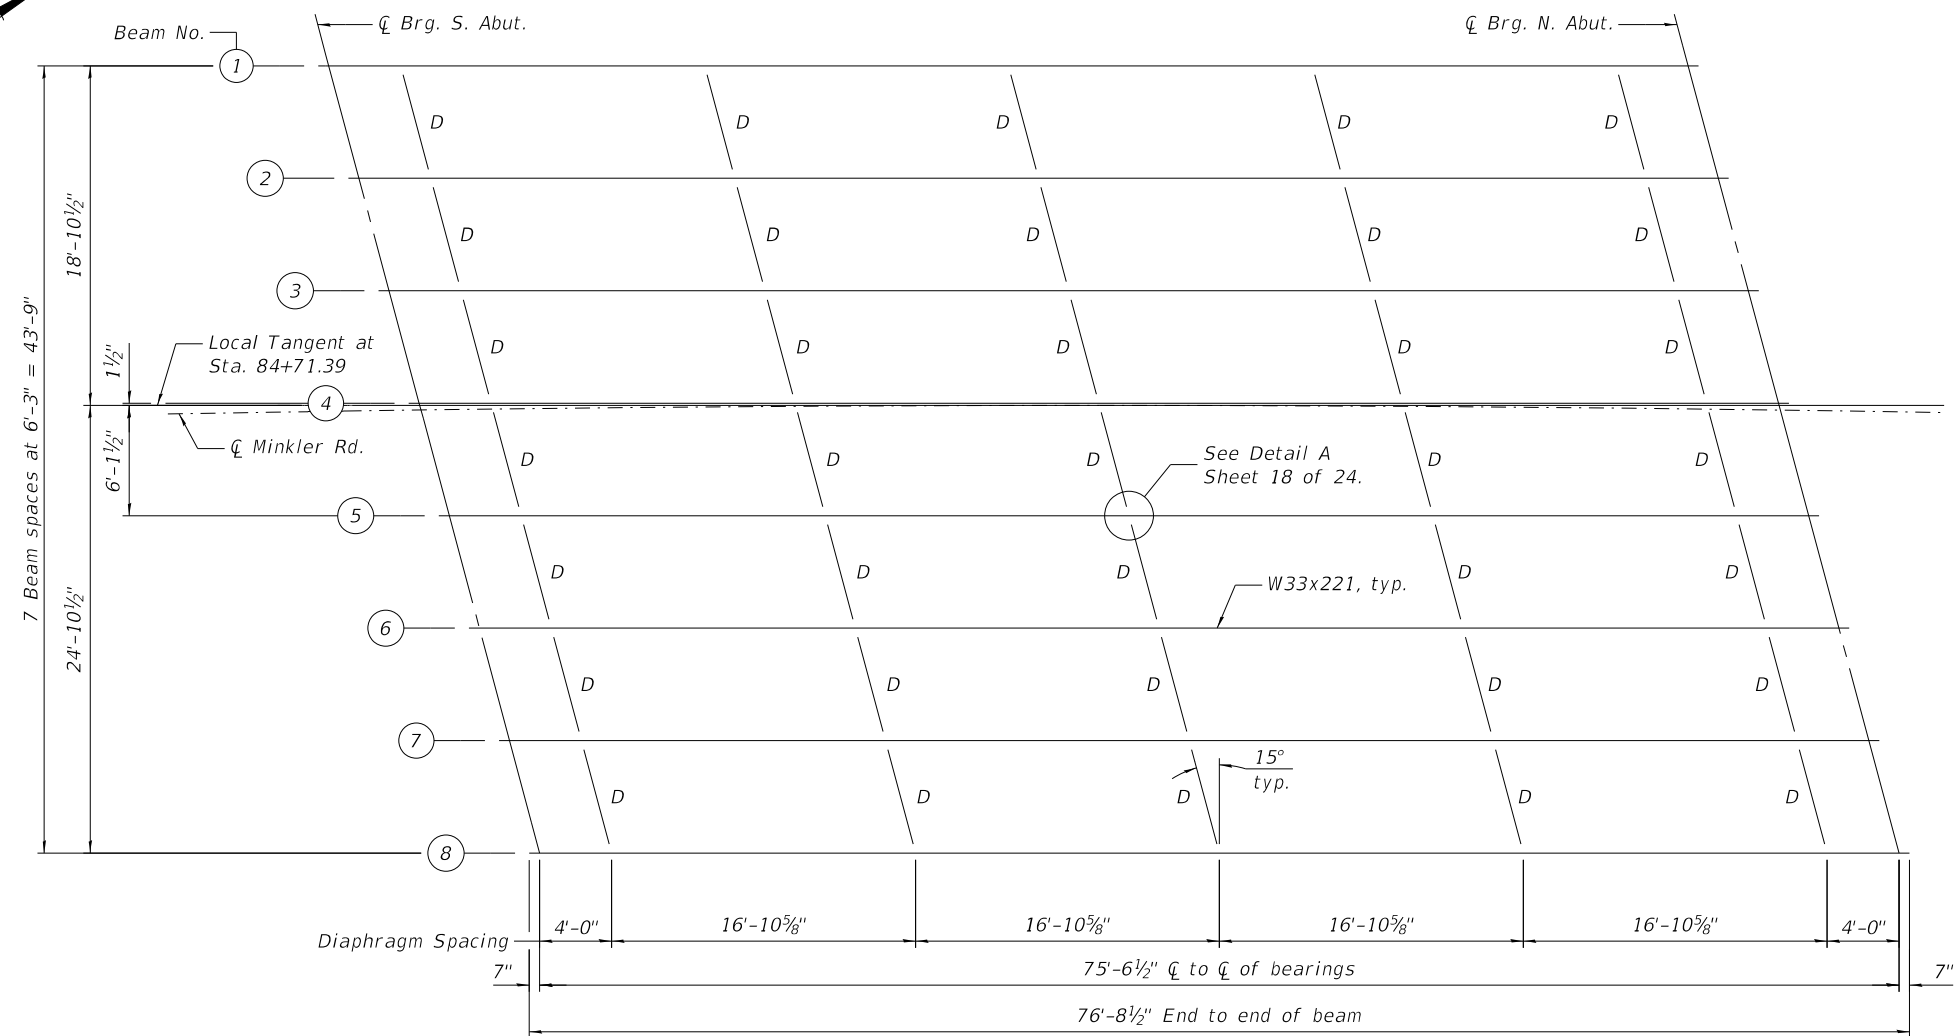 ℄ Brg. S. Abut.
℄ Brg. N. Abut.
Beam No.
1
D D D D D
2
18'-10½"
D D D D D
3
7 Beam spaces at 6'-3" = 43'-9"
Local Tangent at
Sta. 84+71.39
1½"
D D D D D
4
℄ Minkler Rd.
6'-1½"
D D D D D
See Detail A
Sheet 18 of 24.
5
D D D D D
W33x221, typ.
24'-10½"
6
D D D D D
7
15°
typ.
D D D D D
8
Diaphragm Spacing
4'-0" 16'-10⅝" 16'-10⅝" 16'-10⅝" 16'-10⅝" 4'-0"
7" 75'-6½" ℄ to ℄ of bearings 7"
76'-8½" End to end of beam